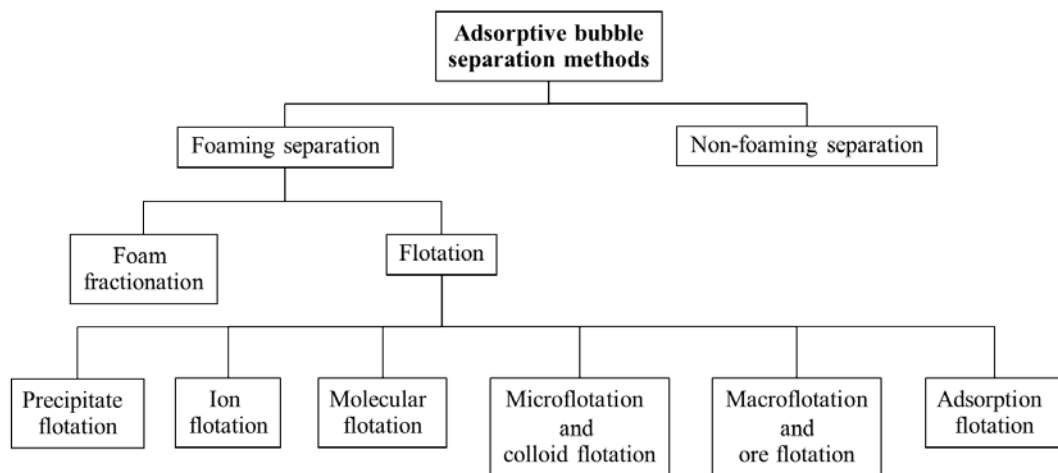 Adsorptive bubble
separation methods
Foaming separation
Non-foaming separation
Foam
fractionation
Flotation
Precipitate
flotation
Ion
flotation
Molecular
flotation
Microflotation
and
colloid flotation
Macroflotation
and
ore flotation
Adsorption
flotation